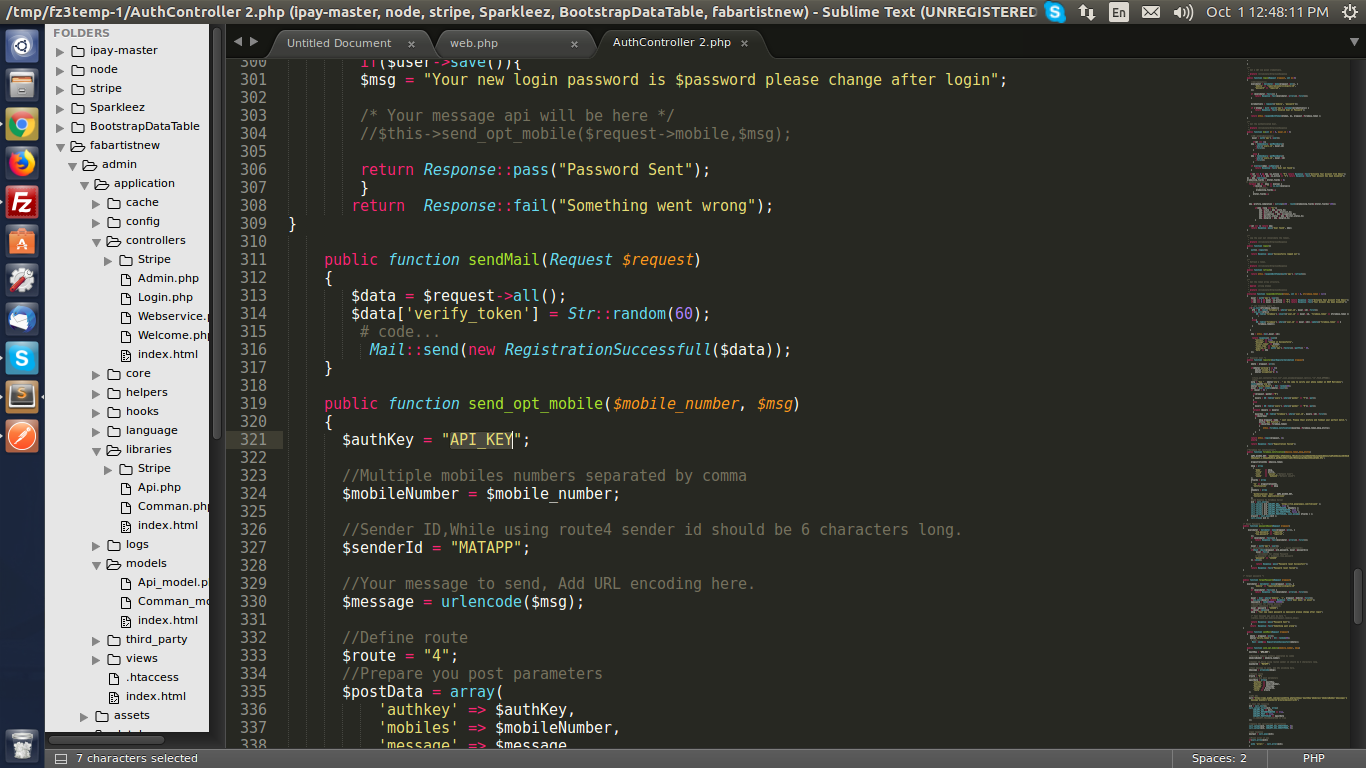 /tmp/fz3temp-1/AuthController 2.php (ipay-master, node, stripe, Sparkleez, BootstrapDataTable, fabartistnew) - Sublime Text (UNREGISTERED
En
Oct 1 12:48:11 PM
FOLDERS
ipay-master
node
stripe
Sparkleez
BootstrapDataTable
fabartistnew
admin
application
cache
config
controllers
Stripe
Admin.php
Login.php
Webservice.p
Welcome.php
index.html
core
helpers
hooks
language
libraries
Stripe
Api.php
Comman.php
index.html
logs
models
Api_model.p
Comman_mo
index.html
third_party
views
.htaccess
index.html
assets
Untitled Document ×
web.php ×
AuthController 2.php ×
300 if($user->save()){
301 $msg = "Your new login password is $password please change after login";
302
303 /* Your message api will be here */
304 //$this->send_opt_mobile($request->mobile,$msg);
305
306 return Response::pass("Password Sent");
307 }
308 return  Response::fail("Something went wrong");
309 }
310
311 public function sendMail(Request $request)
312 {
313 $data = $request->all();
314 $data['verify_token'] = Str::random(60);
315 # code...
316 Mail::send(new RegistrationSuccessfull($data));
317 }
318
319 public function send_opt_mobile($mobile_number, $msg)
320 {
321 $authKey = "API_KEY";
322
323 //Multiple mobiles numbers separated by comma
324 $mobileNumber = $mobile_number;
325
326 //Sender ID,While using route4 sender id should be 6 characters long.
327 $senderId = "MATAPP";
328
329 //Your message to send, Add URL encoding here.
330 $message = urlencode($msg);
331
332 //Define route
333 $route = "4";
334 //Prepare you post parameters
335 $postData = array(
336 'authkey' => $authKey,
337 'mobiles' => $mobileNumber,
338 'message' => $message
7 characters selected
Spaces: 2
PHP